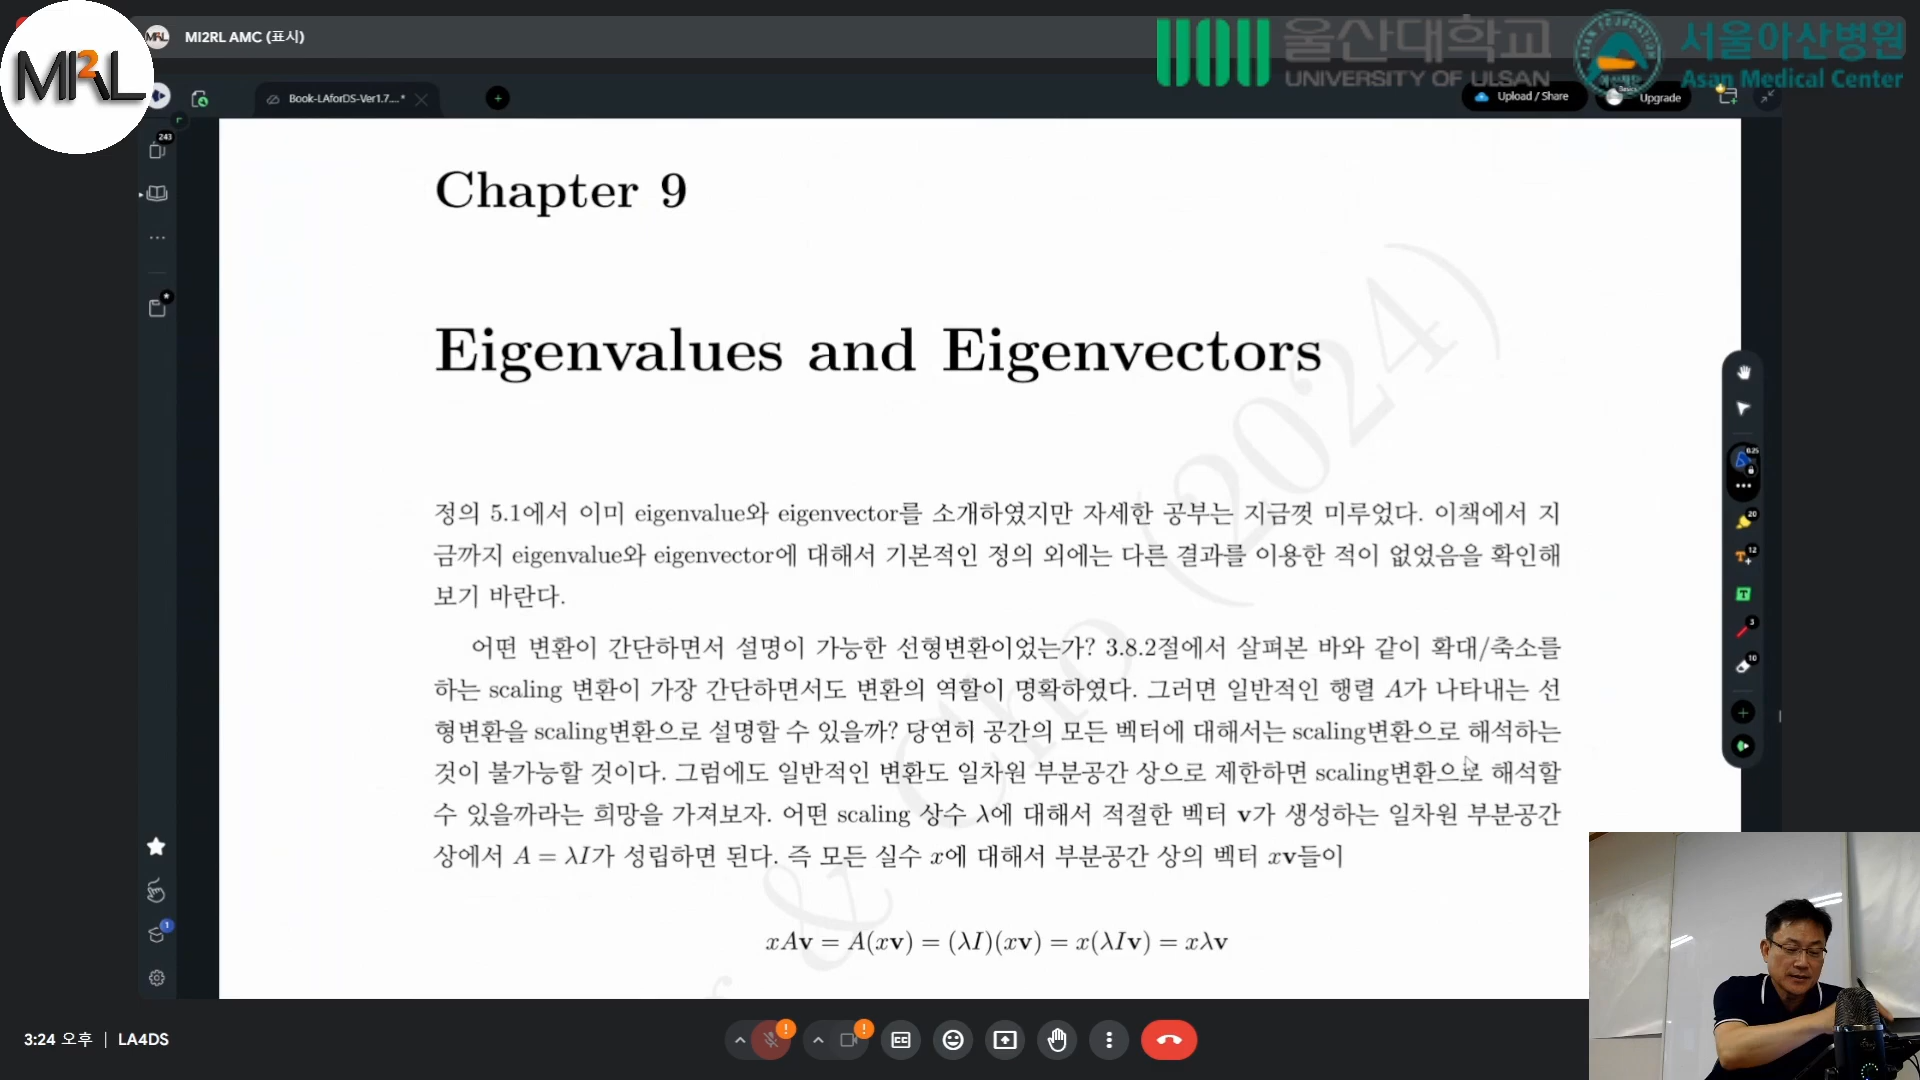 MI2RL
MI2RL AMC (표시)
울산대학교
UNIVERSITY OF ULSAN
서울아산병원
Asan Medical Center
Book-LAforDS-Ver1.7....*
Upload / Share
Upgrade
243
Chapter 9
Eigenvalues and Eigenvectors
정의 5.1에서 이미 eigenvalue와 eigenvector를 소개하였지만 자세한 공부는 지금껏 미루었다. 이책에서 지
금까지 eigenvalue와 eigenvector에 대해서 기본적인 정의 외에는 다른 결과를 이용한 적이 없었음을 확인해
보기 바란다.
어떤 변환이 간단하면서 설명이 가능한 선형변환이었는가? 3.8.2절에서 살펴본 바와 같이 확대/축소를
하는 scaling 변환이 가장 간단하면서도 변환의 역할이 명확하였다. 그러면 일반적인 행렬 A가 나타내는 선
형변환을 scaling변환으로 설명할 수 있을까? 당연히 공간의 모든 벡터에 대해서는 scaling변환으로 해석하는
것이 불가능할 것이다. 그럼에도 일반적인 변환도 일차원 부분공간 상으로 제한하면 scaling변환으로 해석할
수 있을까라는 희망을 가져보자. 어떤 scaling 상수 λ에 대해서 적절한 벡터 v가 생성하는 일차원 부분공간
상에서 A = λI가 성립하면 된다. 즉 모든 실수 x에 대해서 부분공간 상의 벡터 xv들이
xAv = A(xv) = (λI)(xv) = x(λIv) = xλv
& Cho (2024)
0.25
20
12
3
10
1
3:24 오후 | LA4DS